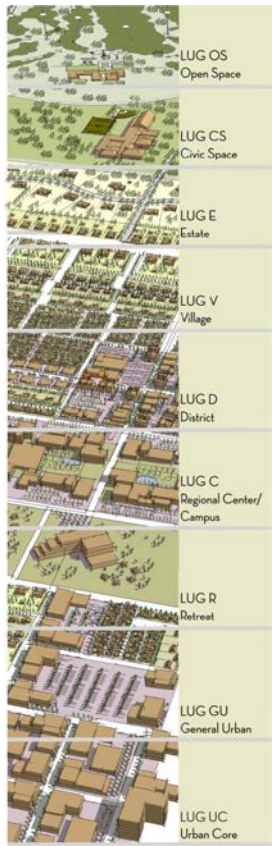 LUG OS
Open Space
LUG CS
Civic Space
LUG E
Estate
LUG V
Village
LUG D
District
LUG C
Regional Center/
Campus
LUG R
Retreat
LUG GU
General Urban
LUG UC
Urban Core